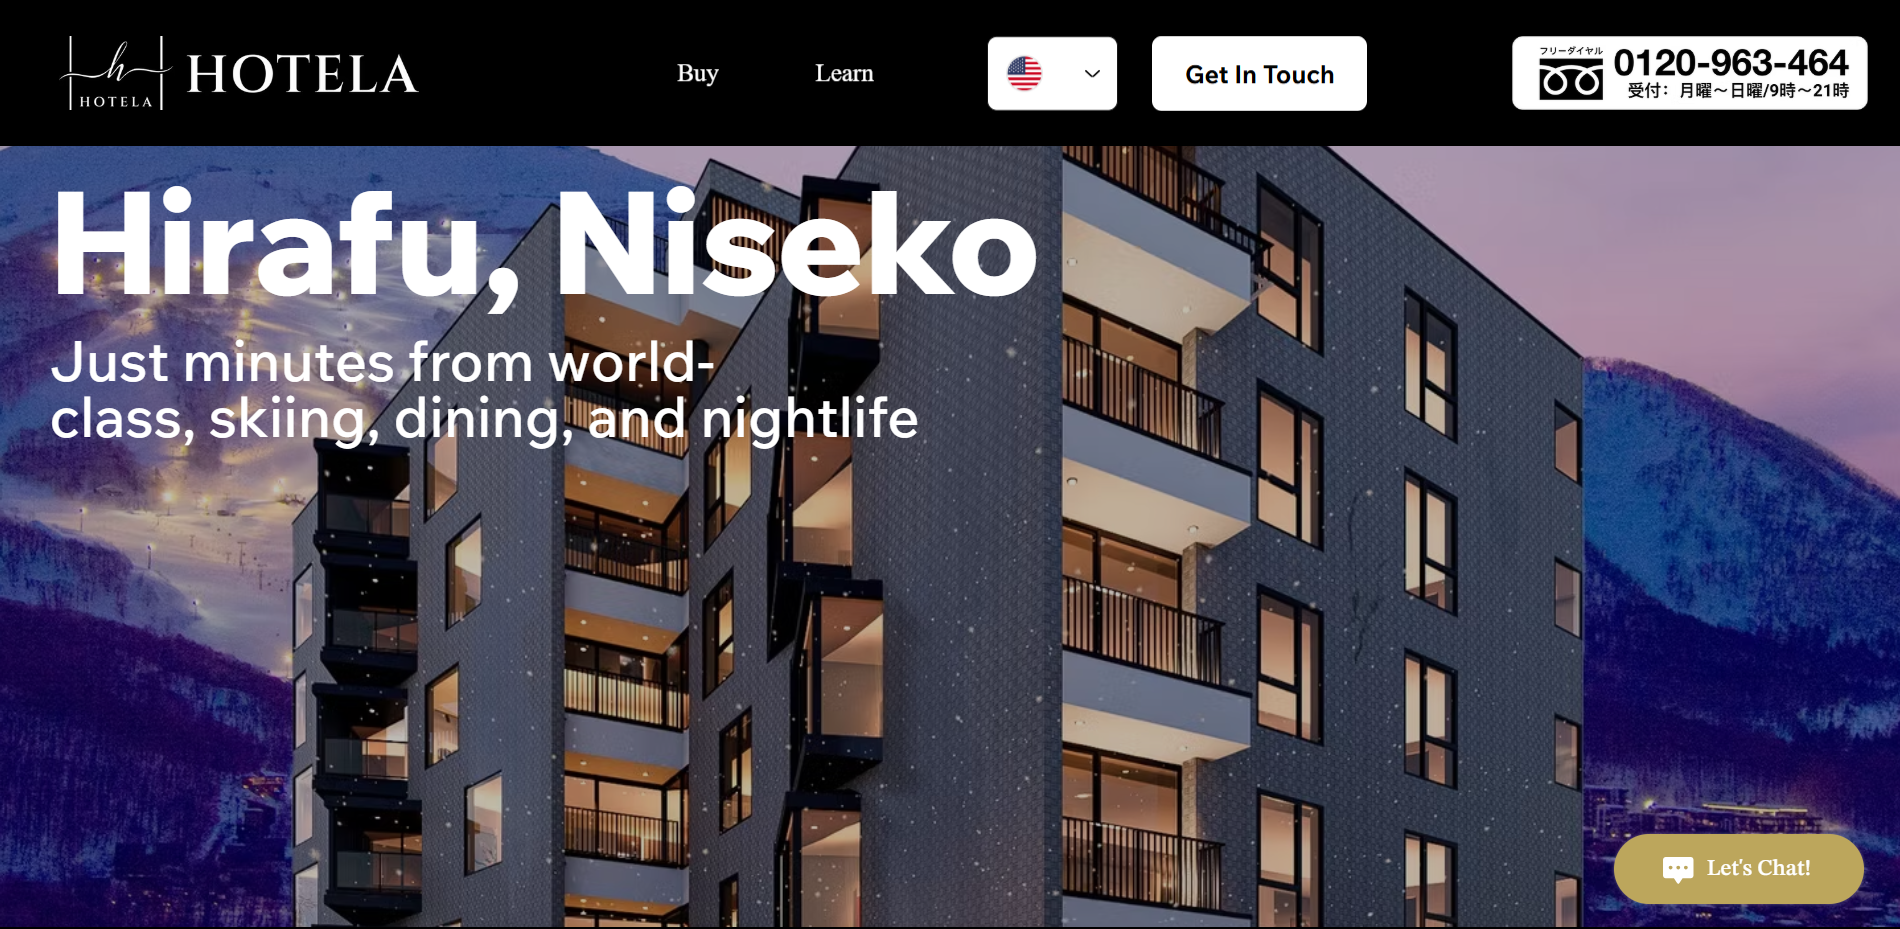 HOTELA
HOTELA
Buy
Learn
Get In Touch
フリーダイヤル
0120-963-464
受付：月曜～日曜/9時～21時
Hirafu, Niseko
Just minutes from world-
class, skiing, dining, and nightlife
Let's Chat!